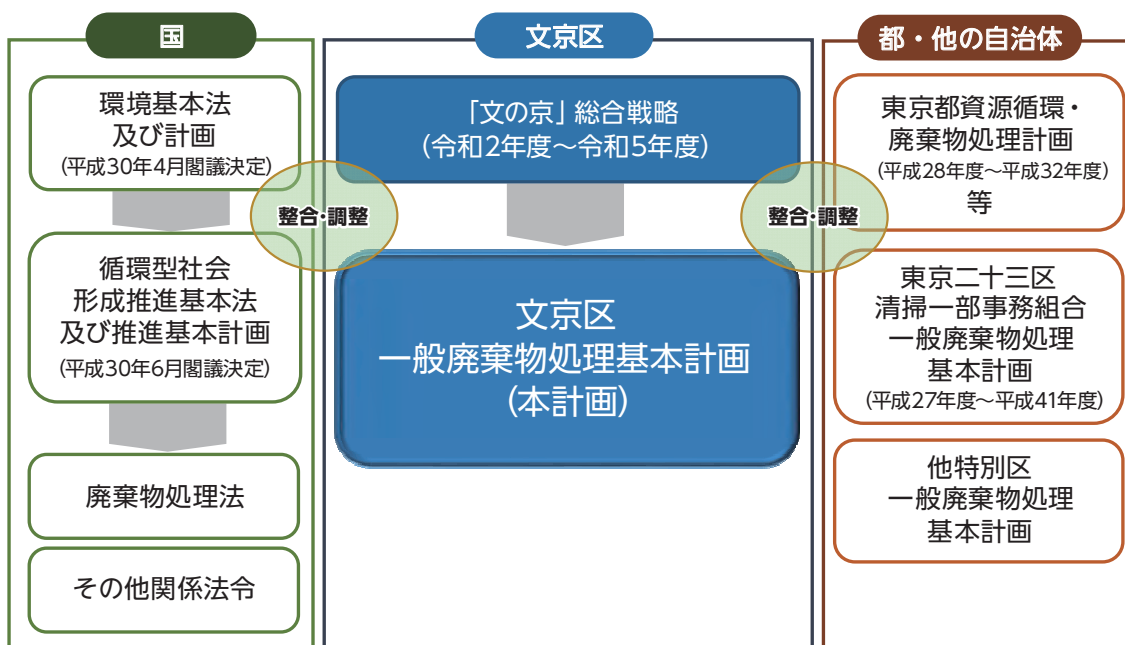 国
環境基本法
及び計画
(平成30年4月閣議決定)
循環型社会
形成推進基本法
及び推進基本計画
(平成30年6月閣議決定)
廃棄物処理法
その他関係法令
整合・調整
文京区
「文の京」総合戦略
(令和2年度~令和5年度)
文京区
一般廃棄物処理基本計画
(本計画)
整合・調整
都・他の自治体
東京都資源循環・
廃棄物処理計画
(平成28年度~平成32年度)
等
東京二十三区
清掃一部事務組合
一般廃棄物処理
基本計画
(平成27年度~平成41年度)
他特別区
一般廃棄物処理
基本計画